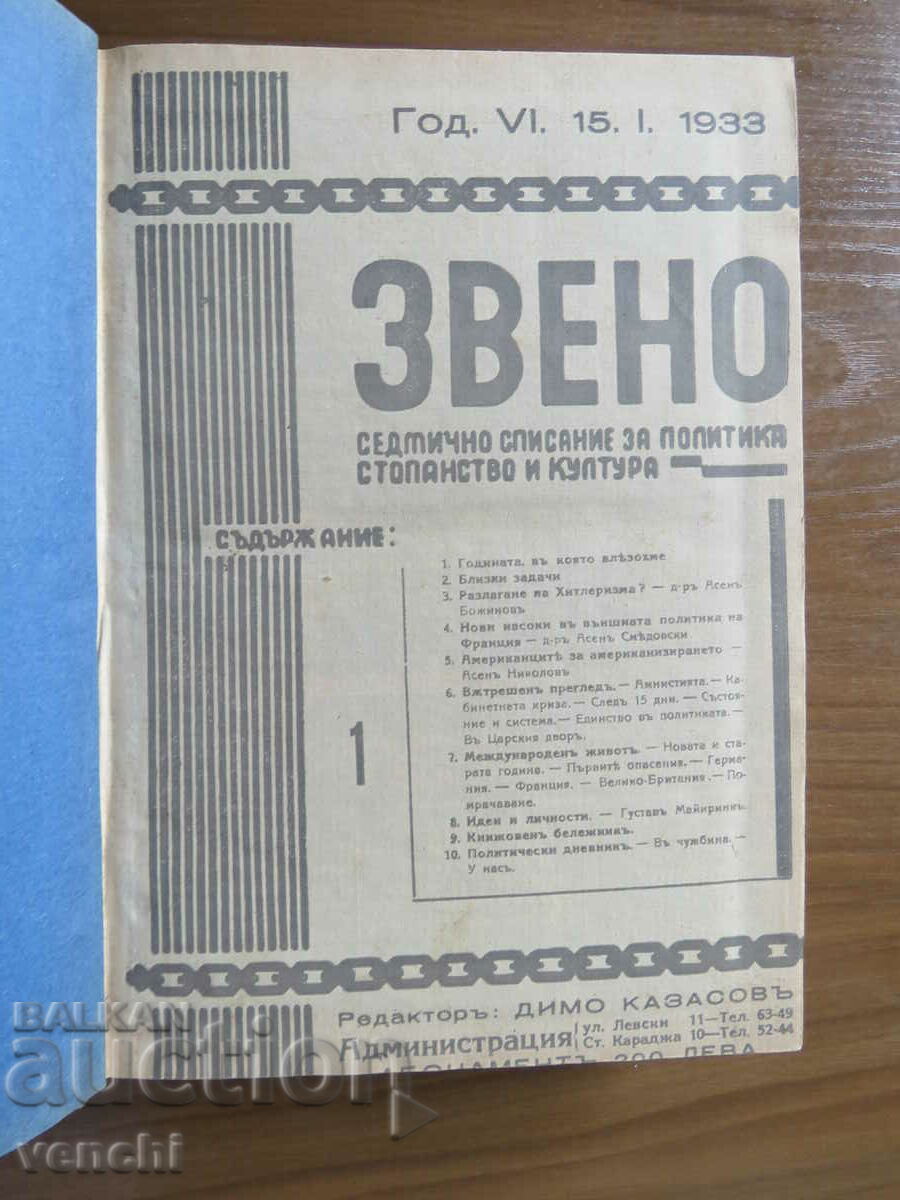 Год. VI. 15. I. 1933
ЗВЕНО
СЕДМИЧНО СПИСАНИЕ ЗА ПОЛИТИКА
СТОПАНСТВО И КУЛТУРА
СЪДЪРЖАНИЕ:
1. Годината, въ която влѣзохме
2. Близки задачи
3. Разлагане на Хитлеризма? — д-ръ Асенъ
Божиновъ
4. Нови насоки въ външната политика на
Франция — д-ръ Асенъ Смѣдовски
5. Американцитѣ за американизирането —
Асенъ Николовъ
6. Вѫтрешенъ прегледъ. — Амнистията. — Ка-
бинетната криза. — Следъ 15 дни. — Състоя-
ние и система. — Единство въ политиката. —
Въ Царския дворъ.
7. Международенъ животъ. — Новата и ста-
рата година. — Първитѣ опасения. — Герма-
ния. — Франция. — Велико-Британия. — По-
мрачаване.
8. Идеи и личности. — Густавъ Майринкъ.
9. Книжовенъ бележникъ.
10. Политически дневникъ. — Въ чужбина. —
У насъ.
1
Редакторъ: ДИМО КАЗАСОВЪ
Администрация
ул. Левски 11—Тел. 63-49
Ст. Караджа 10—Тел. 52-44
200 ЛЕВА
BALKAN
auction
venchi